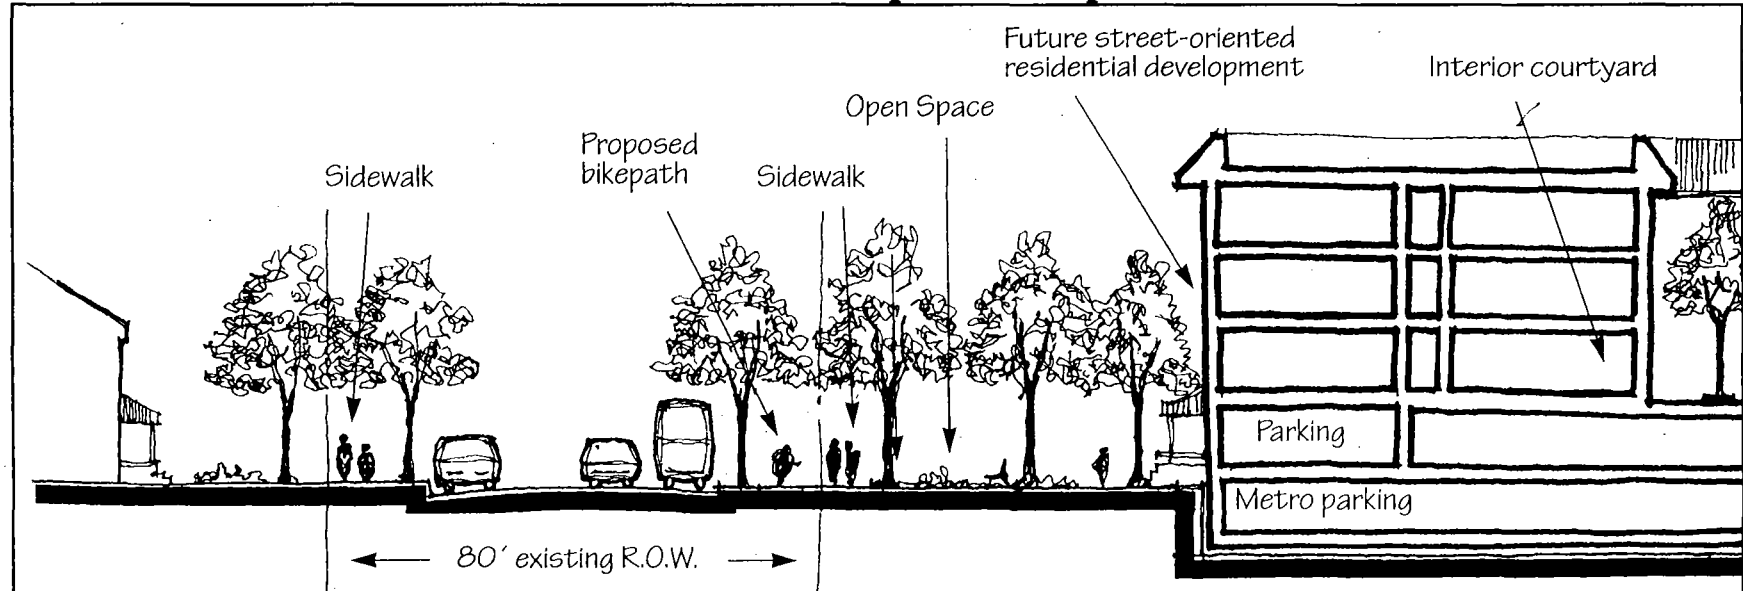 Future street-oriented
residential development
Interior courtyard
Open Space
Proposed
bikepath
Sidewalk
Sidewalk
Parking
Metro parking
80´ existing R.O.W.